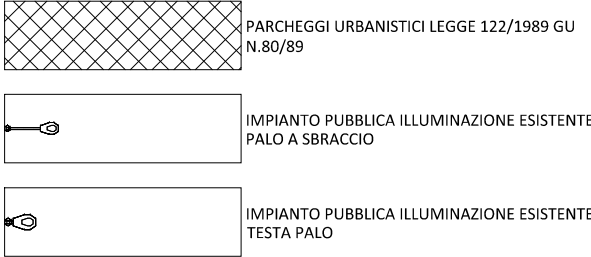 PARCHEGGI URBANISTICI LEGGE 122/1989 GU
N.80/89
IMPIANTO PUBBLICA ILLUMINAZIONE ESISTENTE
PALO A SBRACCIO
IMPIANTO PUBBLICA ILLUMINAZIONE ESISTENTE
TESTA PALO